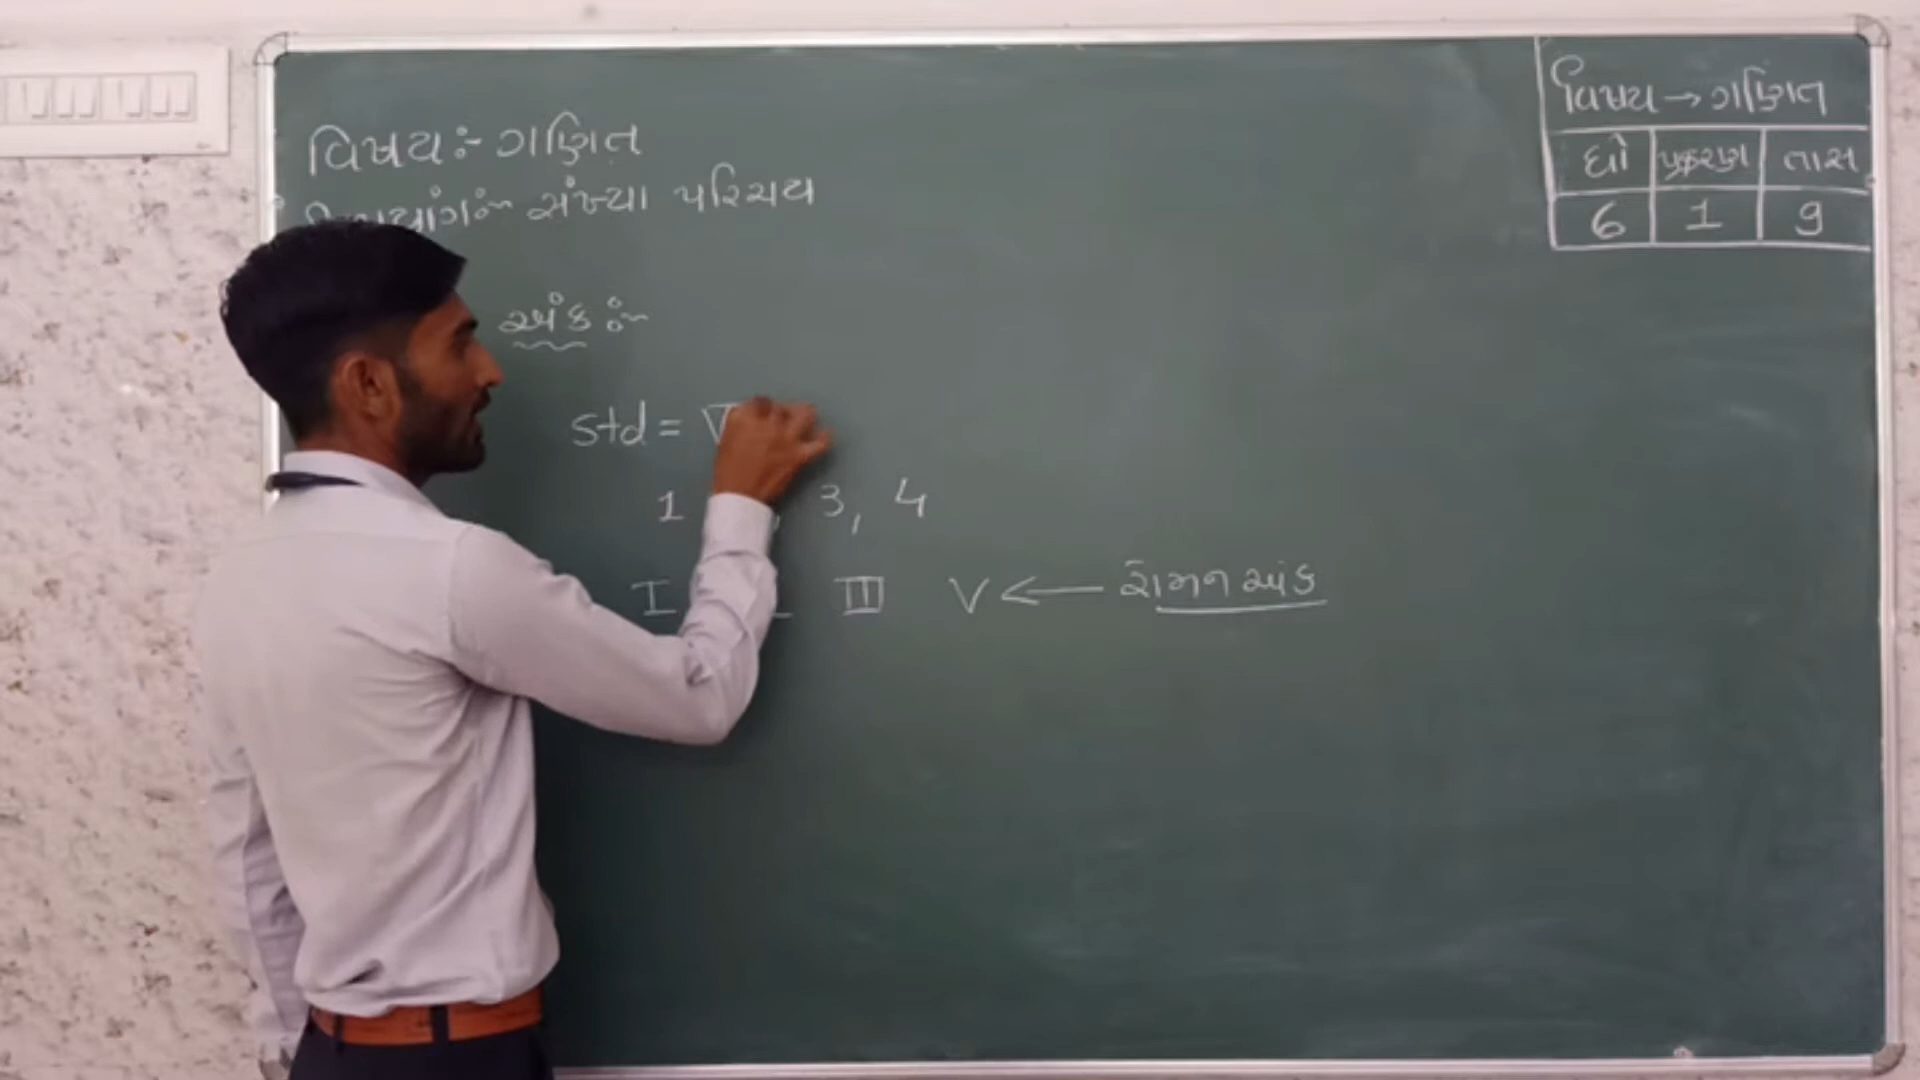 વિષય:- ગણિત
સંખ્યા પરિચય
અંક :-
std =
1 , 3, 4
I III V ← રોમન અંક
વિષય → ગણિત
ધો પ્રકરણ તાસ
6 1 9